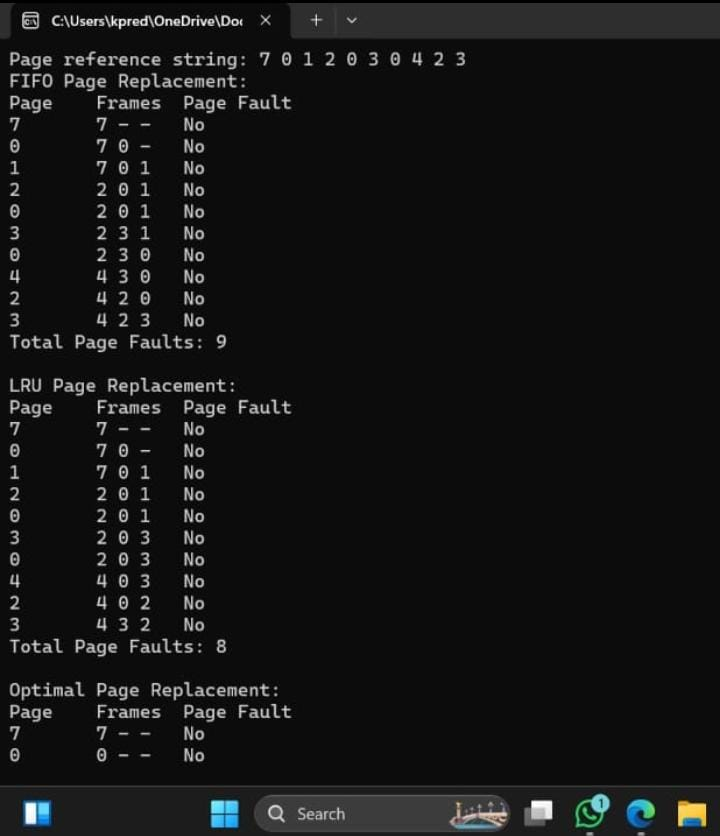 C:\Users\kpred\OneDrive\Doc
Page reference string: 7 0 1 2 0 3 0 4 2 3
FIFO Page Replacement:
Page Frames Page Fault
7 7 - - No
0 7 0 - No
1 7 0 1 No
2 2 0 1 No
0 2 0 1 No
3 2 3 1 No
0 2 3 0 No
4 4 3 0 No
2 4 2 0 No
3 4 2 3 No
Total Page Faults: 9
LRU Page Replacement:
Page Frames Page Fault
7 7 - - No
0 7 0 - No
1 7 0 1 No
2 2 0 1 No
0 2 0 1 No
3 2 0 3 No
0 2 0 3 No
4 4 0 3 No
2 4 0 2 No
3 4 3 2 No
Total Page Faults: 8
Optimal Page Replacement:
Page Frames Page Fault
7 7 - - No
0 0 - - No
Search
1